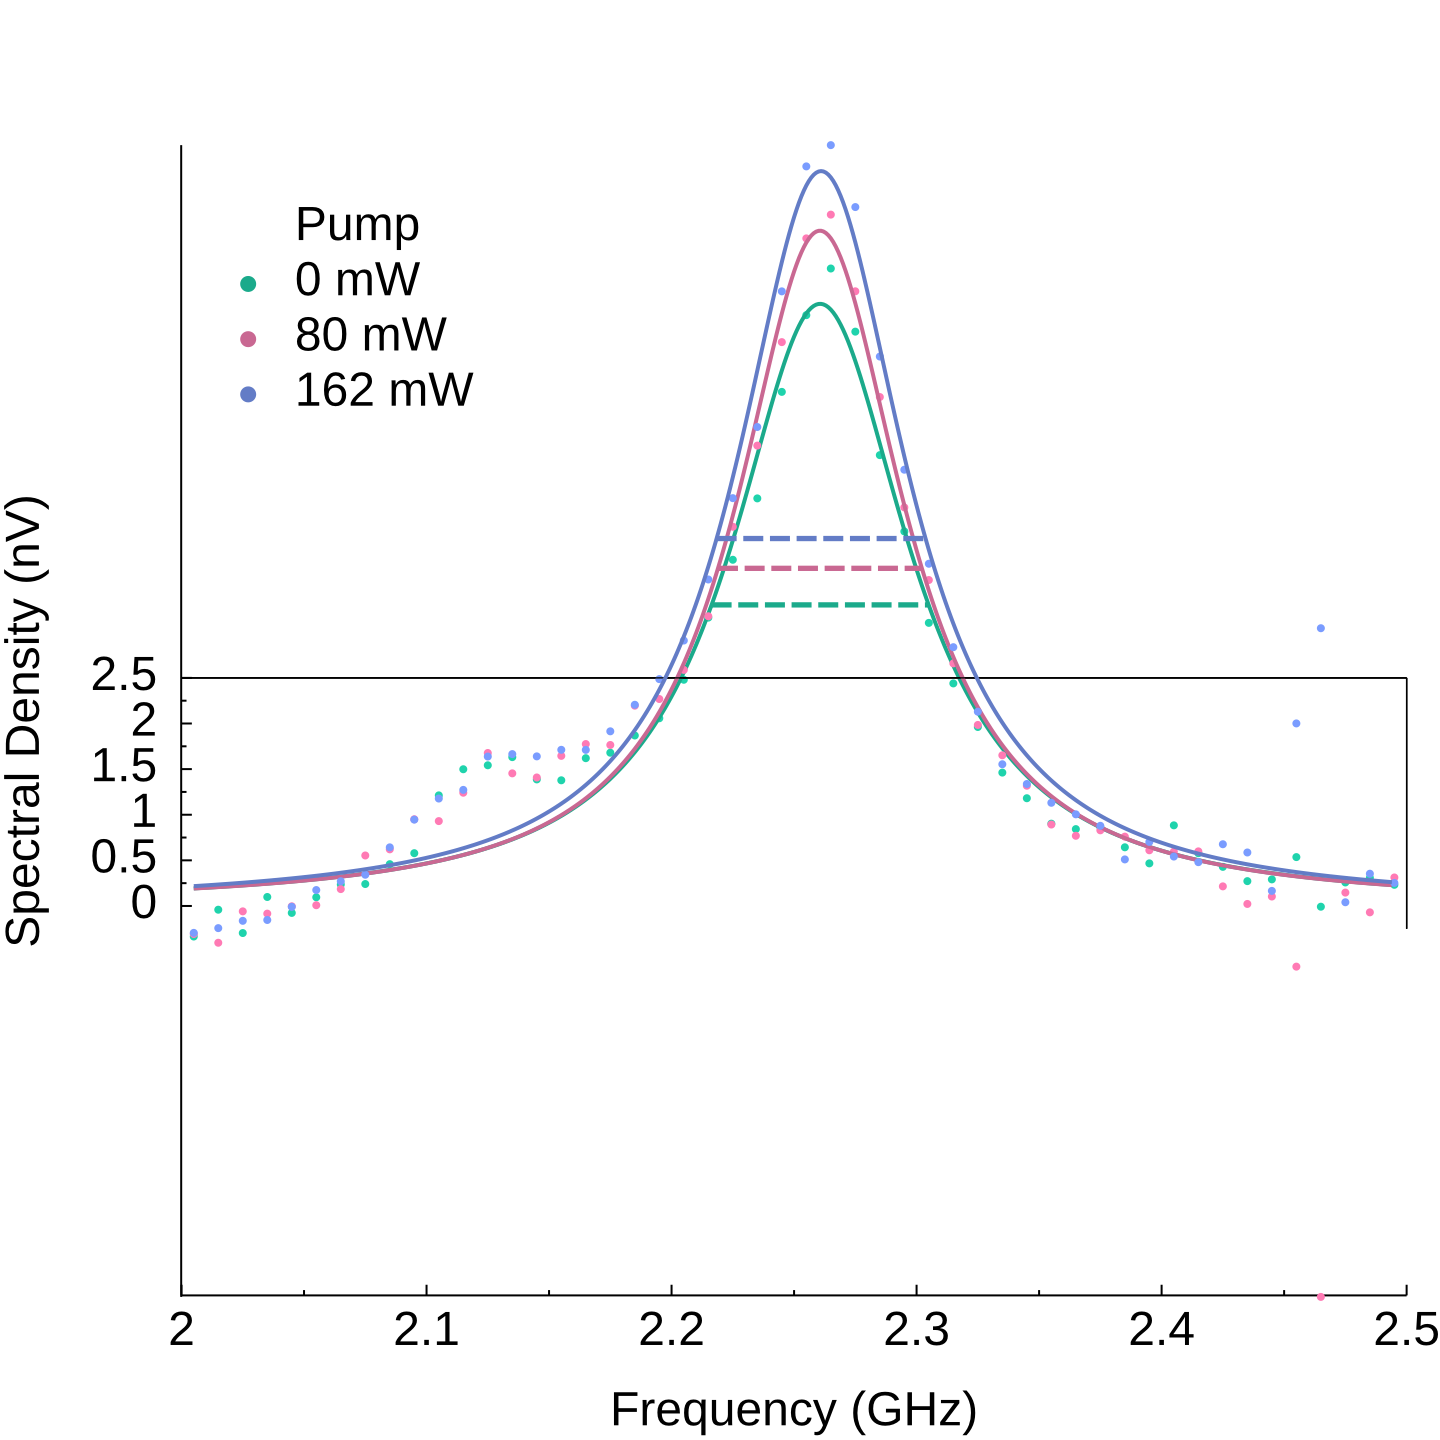 Pump
0 mW
80 mW
162 mW
Spectral Density (nV)
2.5
2
1.5
1
0.5
0
2 2.1 2.2 2.3 2.4 2.5
Frequency (GHz)